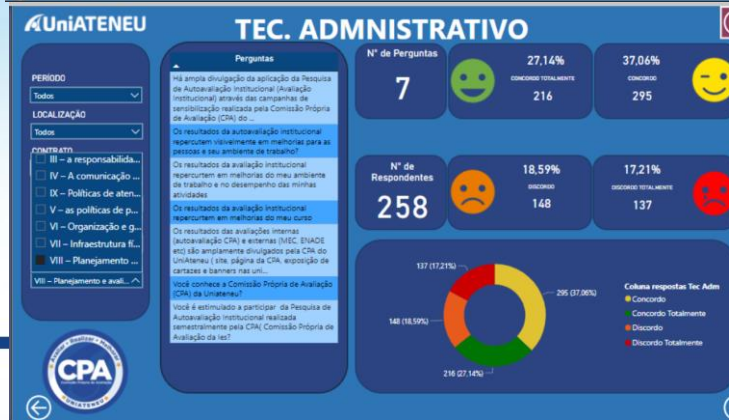 UniATENEU
TEC. ADMNISTRATIVO
PERÍODO
Todos
LOCALIZAÇÃO
Todos
CONTRATO
III – a responsabilida...
IV – A comunicação ...
IX – Políticas de aten...
V – as políticas de p...
VI – Organização e g...
VII – Infraestrutura fí...
VIII – Planejamento ...
VIII – Planejamento e avali...
CPA
UNIATENEU
Perguntas
Há ampla divulgação da aplicação da Pesquisa
de Autoavaliação Institucional (Avaliação
Institucional) através das campanhas de
sensibilização realizada pela Comissão Própria
de Avaliação (CPA) do ...
Os resultados da autoavaliação institucional
repercutem visivelmente em melhorias para as
pessoas e seu ambiente de trabalho?
Os resultados da avaliação institucional
repercurtem em melhorias do meu ambiente
de trabalho e no desempenho das minhas
atividades
Os resultados da avaliação institucional
repercurtem em melhorias do meu curso
Os resultados das avaliações internas
(autoavaliação CPA) e externas (MEC, ENADE
etc) são amplamente divulgados pela CPA do
UniAteneu ( site, página da CPA, exposição de
cartazes e banners nas uni...
Você conhece a Comissão Própria de Avaliação
(CPA) da Uniateneu?
Você é estimulado a participar da Pesquisa de
Autoavaliação Institucional realizada
semestralmente pela CPA( Comissão Própria de
Avaliação da Ies?
N° de Perguntas
7
27,14%
CONCORDO TOTALMENTE
216
37,06%
CONCORDO
295
N° de
Respondentes
258
18,59%
DISCORDO
148
17,21%
DISCORDO TOTALMENTE
137
137 (17,21%)
295 (37,06%)
148 (18,59%)
216 (27,14%)
Coluna respostas Tec Adm
Concordo
Concordo Totalmente
Discordo
Discordo Totalmente